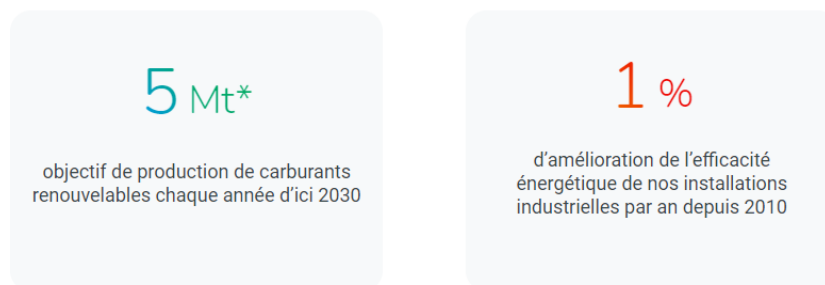 5 Mt*
objectif de production de carburants
renouvelables chaque année d’ici 2030
1 %
d’amélioration de l’efficacité
énergétique de nos installations
industrielles par an depuis 2010